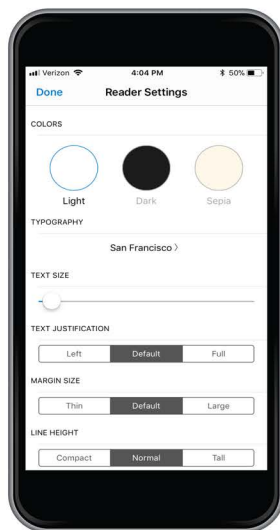 Verizon 4:04 PM 50%
Done Reader Settings
COLORS
Light Dark Sepia
TYPOGRAPHY
San Francisco >
TEXT SIZE
TEXT JUSTIFICATION
Left Default Full
MARGIN SIZE
Thin Default Large
LINE HEIGHT
Compact Normal Tall